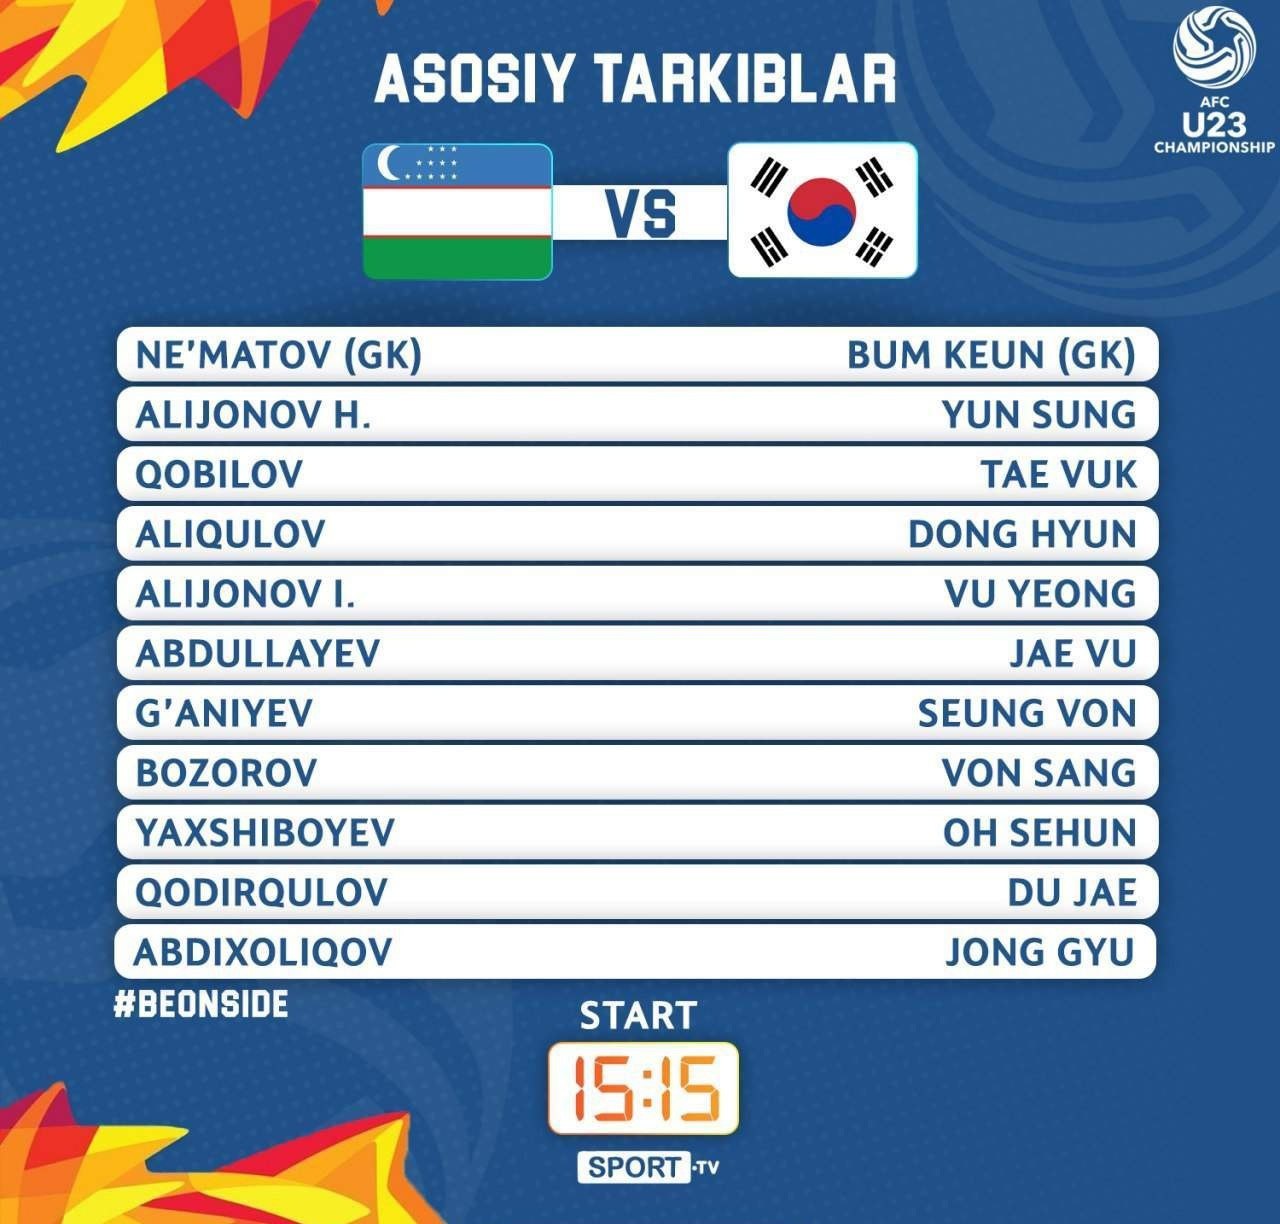 ASOSIY TARKIBLAR
AFC
U23
CHAMPIONSHIP
VS
NE'MATOV (GK) BUM KEUN (GK)
ALIJONOV H. YUN SUNG
QOBILOV TAE VUK
ALIQULOV DONG HYUN
ALIJONOV I. VU YEONG
ABDULLAYEV JAE VU
G'ANIYEV SEUNG VON
BOZOROV VON SANG
YAXSHIBOYEV OH SEHUN
QODIRQULOV DU JAE
ABDIXOLIQOV JONG GYU
#BEONSIDE
START
15:15
SPORT.TV